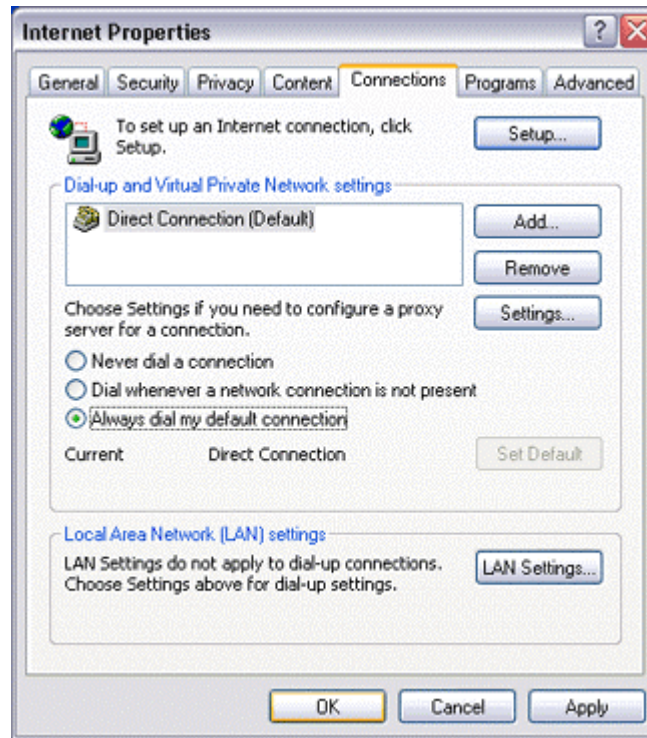 Internet Properties
?
General Security Privacy Content Connections Programs Advanced
To set up an Internet connection, click
Setup.
Setup...
Dial-up and Virtual Private Network settings
Direct Connection (Default)
Add...
Remove
Choose Settings if you need to configure a proxy
server for a connection.
Settings...
Never dial a connection
Dial whenever a network connection is not present
Always dial my default connection
Current Direct Connection
Set Default
Local Area Network (LAN) settings
LAN Settings do not apply to dial-up connections.
Choose Settings above for dial-up settings.
LAN Settings...
OK Cancel Apply